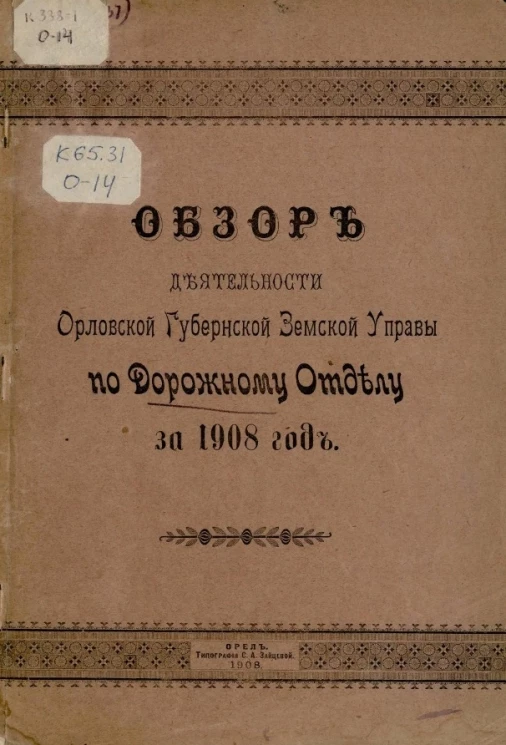 К 333-1
О-14
К65.31
О-14
ОБЗОРЪ
ДѢЯТЕЛЬНОСТИ
Орловской Губернской Земской Управы
по Дорожному Отдѣлу
за 1908 годъ.
ОРЕЛЪ.
Типографія С. А. Зайцевой.
1908.